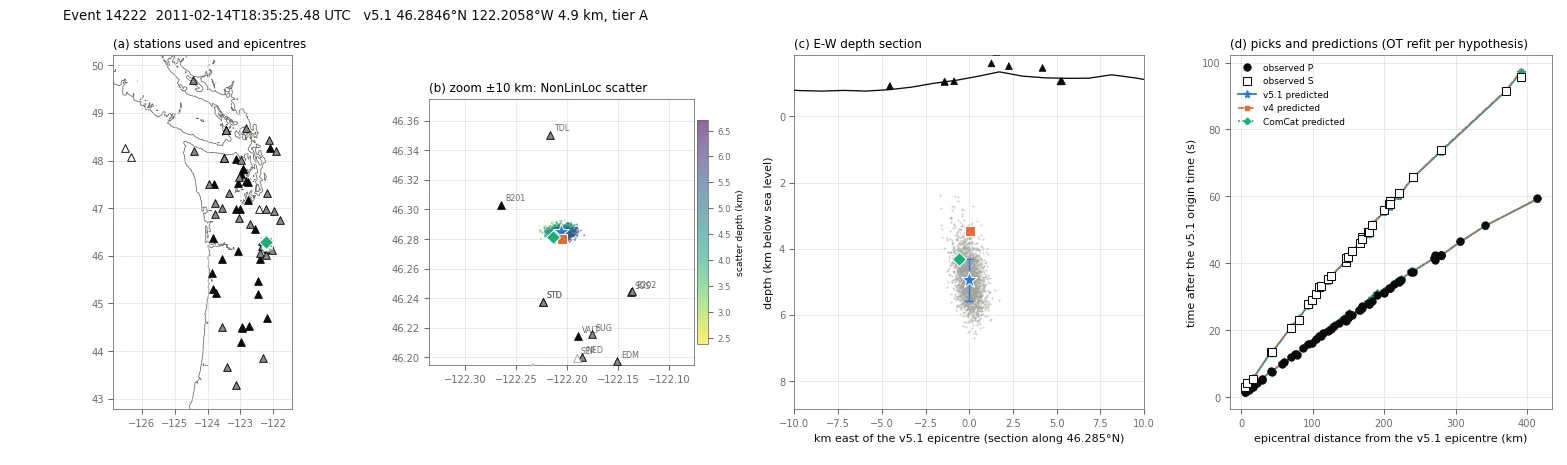 Event 14222  2011-02-14T18:35:25.48 UTC   v5.1 46.2846°N 122.2058°W 4.9 km, tier A
(a) stations used and epicentres
50
49
48
47
46
45
44
43
−126
−125
−124
−123
−122
(b) zoom ±10 km: NonLinLoc scatter
46.36
46.34
46.32
46.30
46.28
46.26
46.24
46.22
46.20
−122.30
−122.25
−122.20
−122.15
−122.10
TDL
B201
STD
B202
SUG
EDM
6.5
6.0
5.5
5.0
4.5
4.0
3.5
3.0
2.5
scatter depth (km)
(c) E-W depth section
0
2
4
6
8
depth (km below sea level)
−10.0
−7.5
−5.0
−2.5
0.0
2.5
5.0
7.5
10.0
km east of the v5.1 epicentre (section along 46.285°N)
(d) picks and predictions (OT refit per hypothesis)
observed P
observed S
v5.1 predicted
v4 predicted
ComCat predicted
100
80
60
40
20
0
time after the v5.1 origin time (s)
0
100
200
300
400
epicentral distance from the v5.1 epicentre (km)